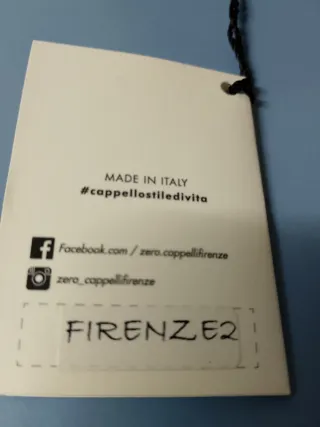 MADE IN ITALY
#cappellostiledivita
Facebook.com / zero.cappellifirenze
zero_cappellifirenze
FIRENZE2